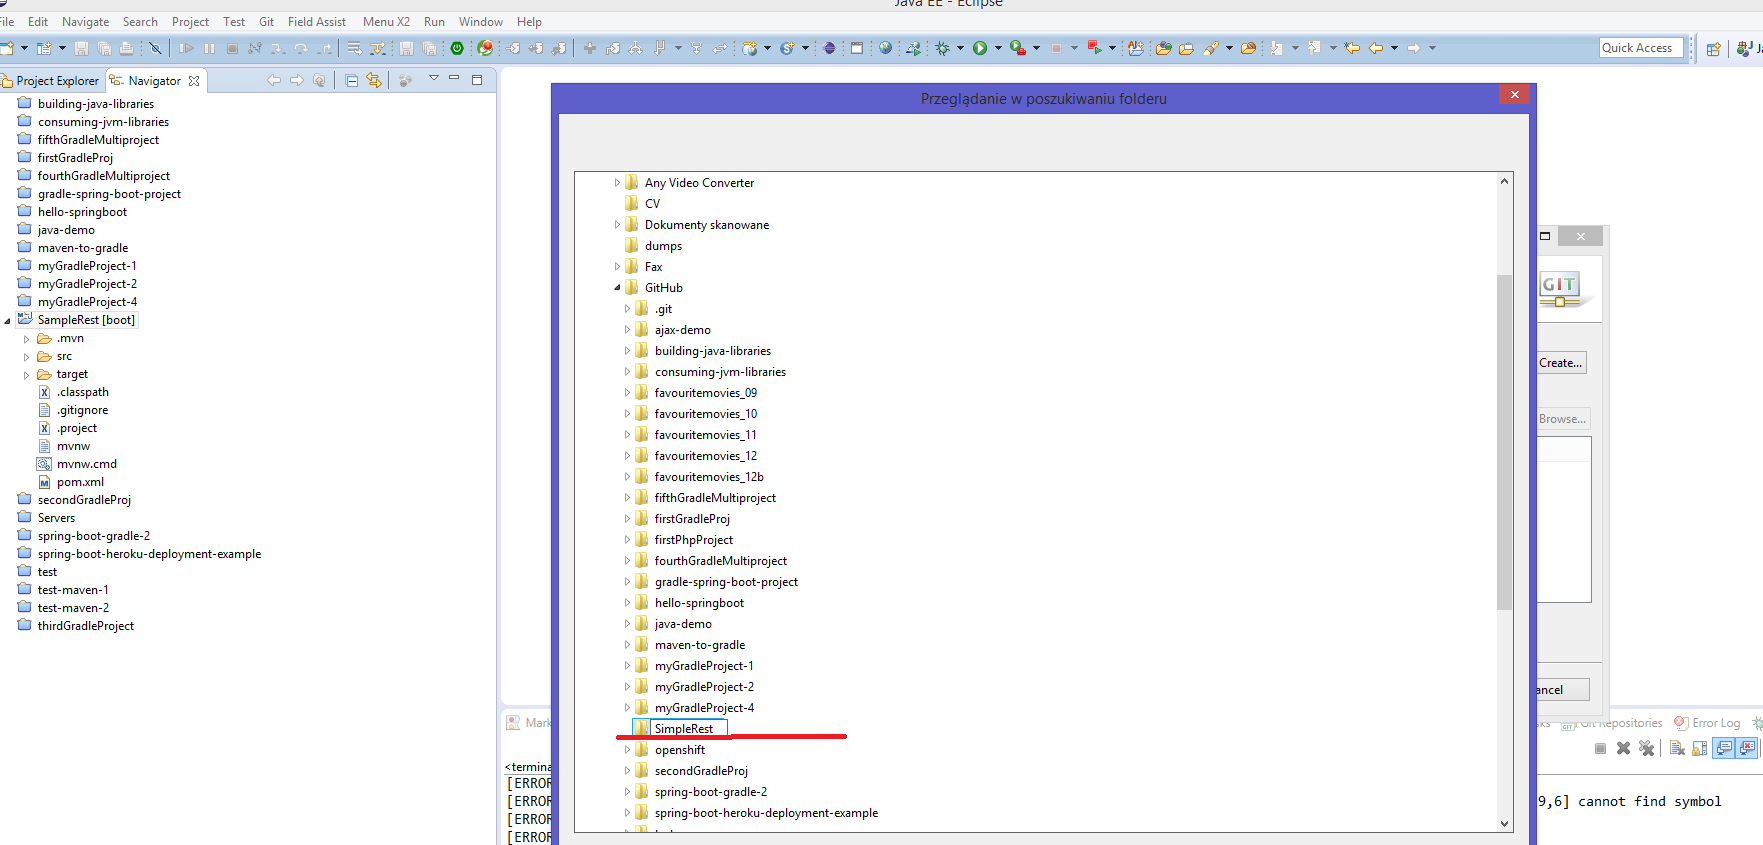 Java EE - Eclipse
File Edit Navigate Search Project Test Git Field Assist Menu X2 Run Window Help
Quick Access
Project Explorer
Navigator
building-java-libraries
consuming-jvm-libraries
fifthGradleMultiproject
firstGradleProj
fourthGradleMultiproject
gradle-spring-boot-project
hello-springboot
java-demo
maven-to-gradle
myGradleProject-1
myGradleProject-2
myGradleProject-4
SampleRest [boot]
.mvn
src
target
.classpath
.gitignore
.project
mvnw
mvnw.cmd
pom.xml
secondGradleProj
Servers
spring-boot-gradle-2
spring-boot-heroku-deployment-example
test
test-maven-1
test-maven-2
thirdGradleProject
Przeglądanie w poszukiwaniu folderu
Any Video Converter
CV
Dokumenty skanowane
dumps
Fax
GitHub
.git
ajax-demo
building-java-libraries
consuming-jvm-libraries
favouritemovies_09
favouritemovies_10
favouritemovies_11
favouritemovies_12
favouritemovies_12b
fifthGradleMultiproject
firstGradleProj
firstPhpProject
fourthGradleMultiproject
gradle-spring-boot-project
hello-springboot
java-demo
maven-to-gradle
myGradleProject-1
myGradleProject-2
myGradleProject-4
SimpleRest
openshift
secondGradleProj
spring-boot-gradle-2
spring-boot-heroku-deployment-example
GIT
Create...
Browse...
ancel
Mark
ks Git Repositories Error Log
<termina
[ERROR
[ERROR 9,6] cannot find symbol
[ERROR
[ERROR